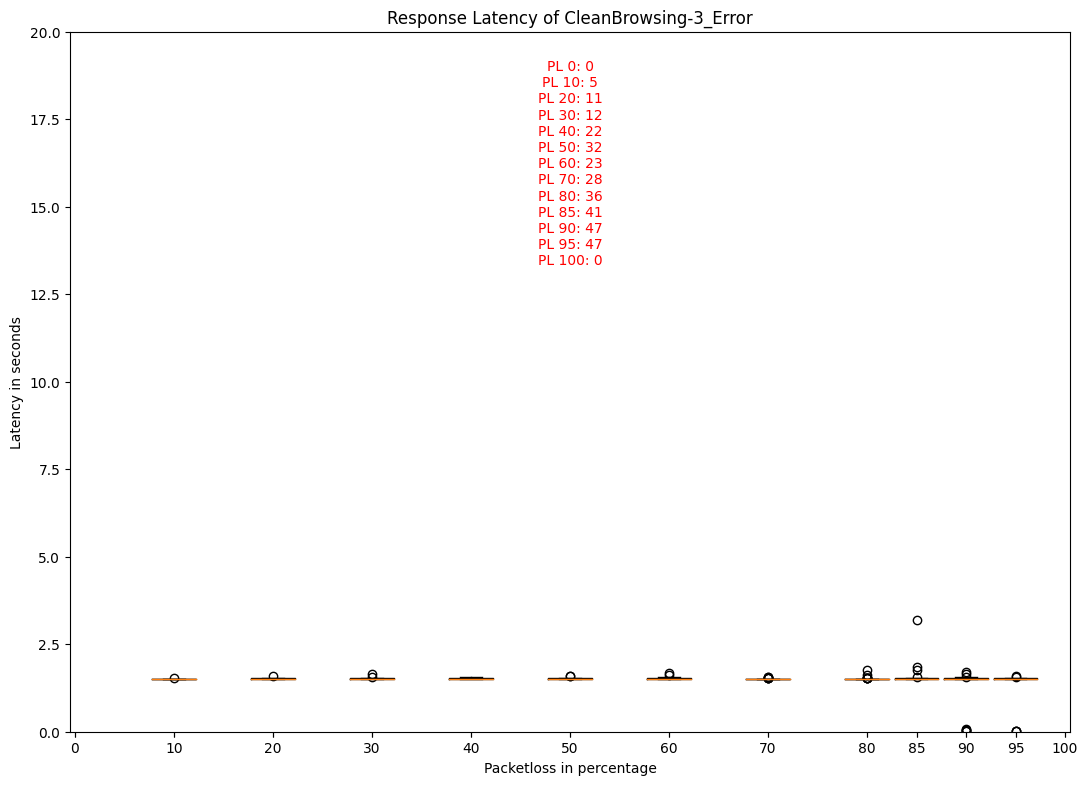 Response Latency of CleanBrowsing-3_Error
20.0
17.5
15.0
12.5
10.0
7.5
5.0
2.5
0.0
Latency in seconds
PL 0: 0
PL 10: 5
PL 20: 11
PL 30: 12
PL 40: 22
PL 50: 32
PL 60: 23
PL 70: 28
PL 80: 36
PL 85: 41
PL 90: 47
PL 95: 47
PL 100: 0
0 10 20 30 40 50 60 70 80 85 90 95 100
Packetloss in percentage